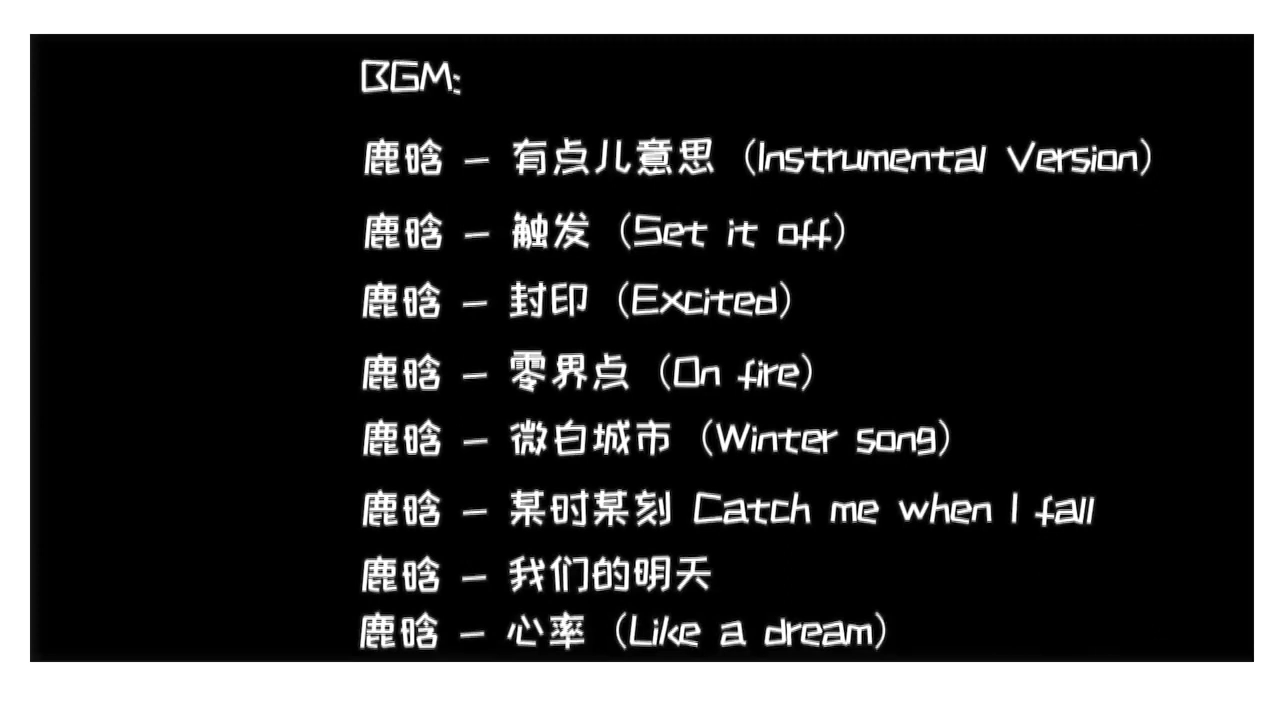 BGM:
鹿晗 - 有点儿意思（Instrumental Version）
鹿晗 - 触发（Set it off）
鹿晗 - 封印（Excited）
鹿晗 - 零界点（On fire）
鹿晗 - 微白城市（Winter song）
鹿晗 - 某时某刻 Catch me when I fall
鹿晗 - 我们的明天
鹿晗 - 心率（Like a dream）